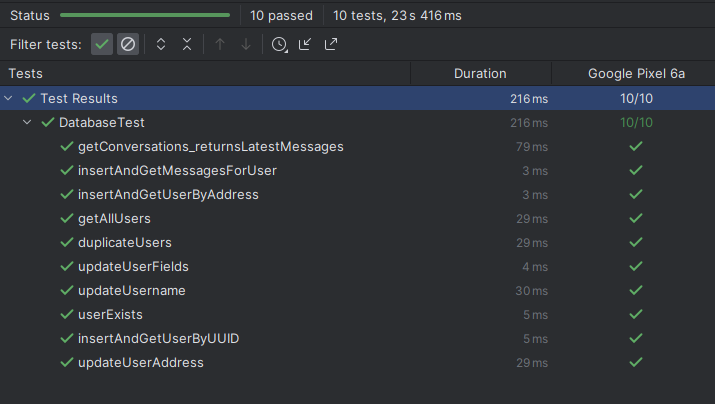 Status 10 passed 10 tests, 23 s 416 ms
Filter tests:
Tests Duration Google Pixel 6a
Test Results 216 ms 10/10
DatabaseTest 216 ms 10/10
getConversations_returnsLatestMessages 79 ms
insertAndGetMessagesForUser 3 ms
insertAndGetUserByAddress 3 ms
getAllUsers 29 ms
duplicateUsers 29 ms
updateUserFields 4 ms
updateUsername 30 ms
userExists 5 ms
insertAndGetUserByUUID 5 ms
updateUserAddress 29 ms